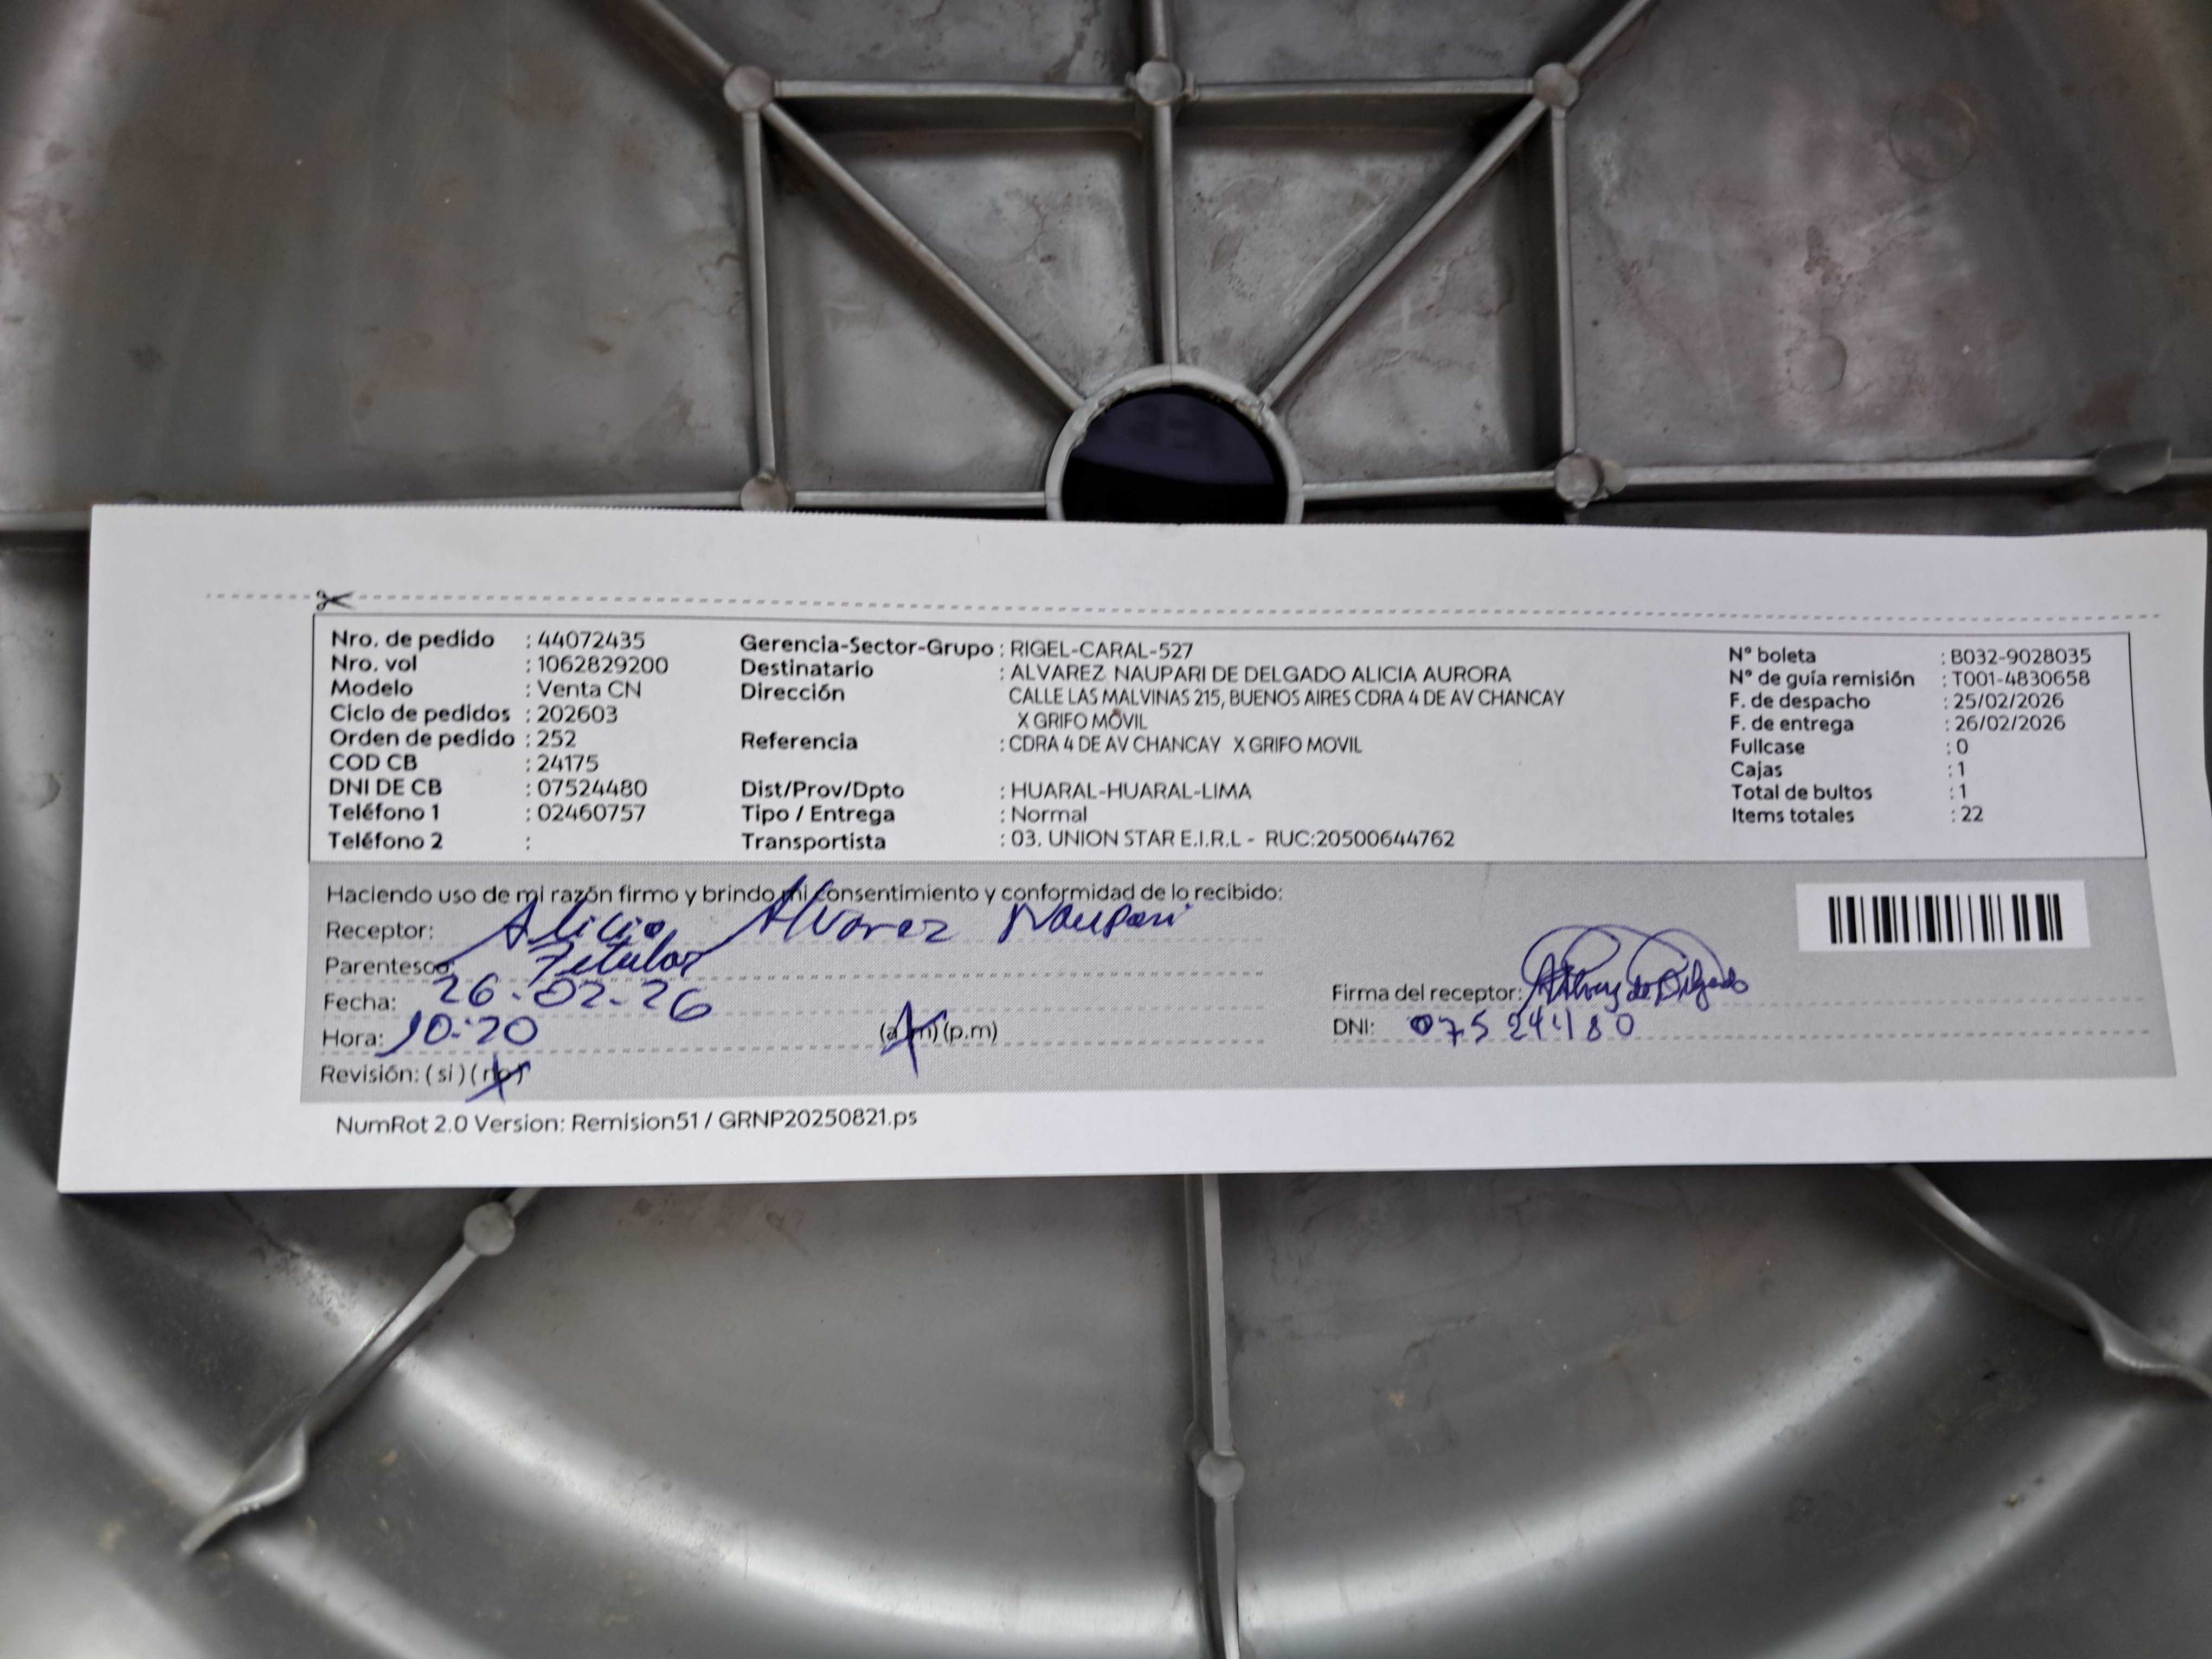 Nro. de pedido : 44072435
Nro. vol : 1062829200
Modelo : Venta CN
Ciclo de pedidos : 202603
Orden de pedido : 252
COD CB : 24175
DNI DE CB : 07524480
Teléfono 1 : 02460757
Teléfono 2 :
Gerencia-Sector-Grupo : RIGEL-CARAL-527
Destinatario : ALVAREZ NAUPARI DE DELGADO ALICIA AURORA
Dirección CALLE LAS MALVINAS 215, BUENOS AIRES CDRA 4 DE AV CHANCAY
X GRIFO MOVIL
Referencia : CDRA 4 DE AV CHANCAY X GRIFO MOVIL
Dist/Prov/Dpto : HUARAL-HUARAL-LIMA
Tipo / Entrega : Normal
Transportista : 03. UNION STAR E.I.R.L - RUC:20500644762
N° boleta : B032-9028035
N° de guía remisión : T001-4830658
F. de despacho : 25/02/2026
F. de entrega : 26/02/2026
Fullcase : 0
Cajas : 1
Total de bultos : 1
Items totales : 22
Haciendo uso de mi razón firmo y brindo mi consentimiento y conformidad de lo recibido:
Receptor: Alicia Alvarez Naupari
Parentesco: Titular
Fecha: 26-02-26
Hora: 10:20 (a.m) (p.m)
Revisión: (si) (no)
Firma del receptor: AAlvarez de Delgado
DNI: 07524480
NumRot 2.0 Version: Remision51 / GRNP20250821.ps